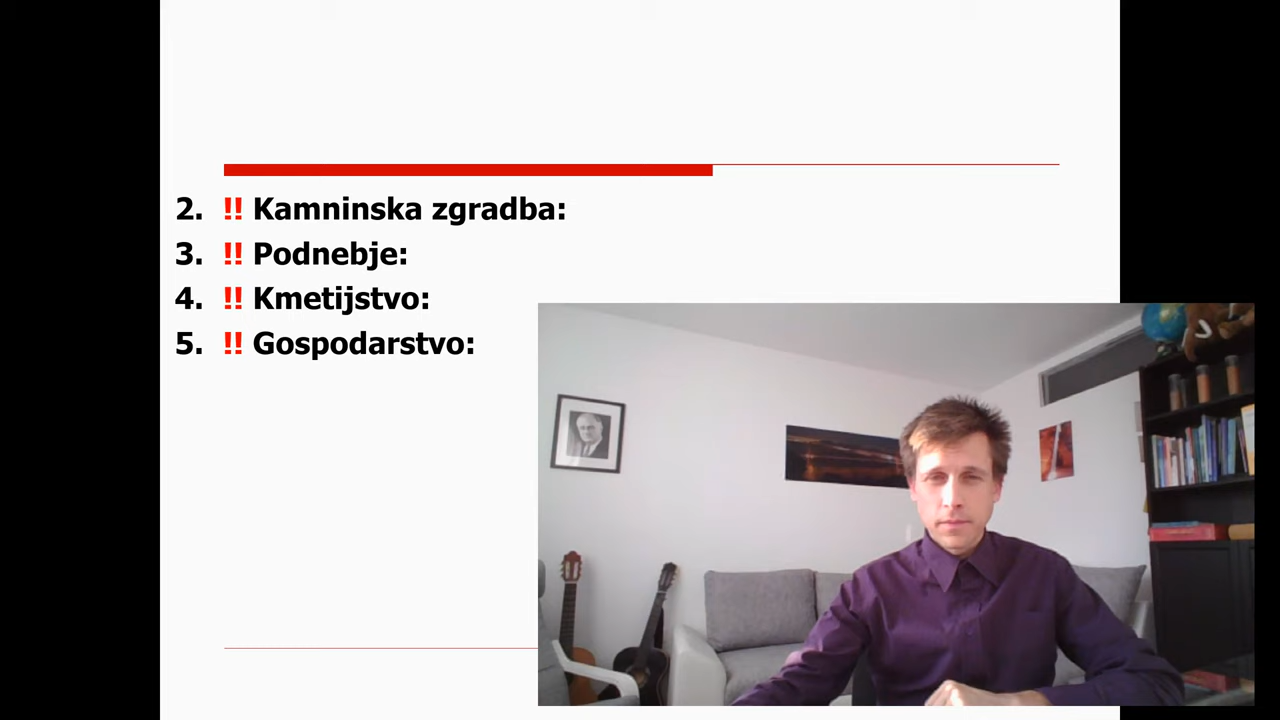 2. !! Kamninska zgradba:
3. !! Podnebje:
4. !! Kmetijstvo:
5. !! Gospodarstvo: